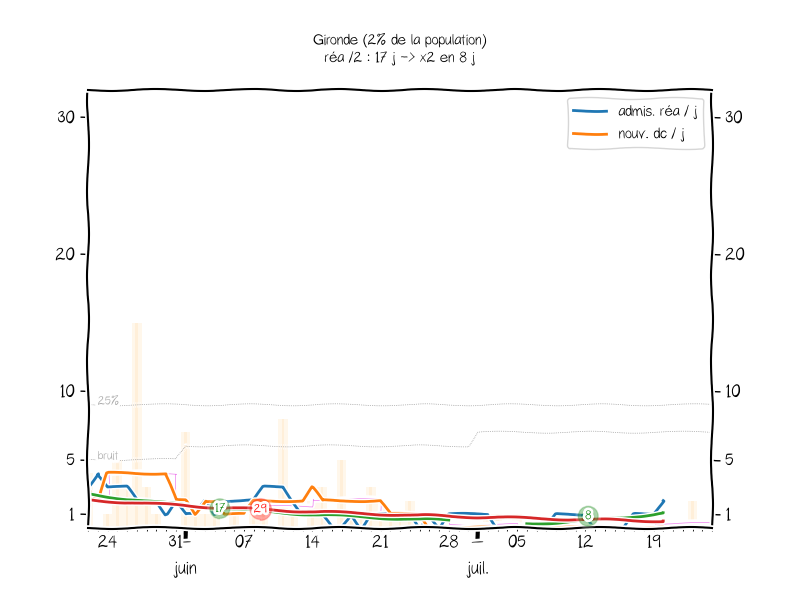 Gironde (2% de la population)
réa /2 : 17 j -> x2 en 8 j
admis. réa / j
nouv. dc / j
30 30
20 20
10 10
25%
bruit
5 5
17 29 8
1 1
24 31 07 14 21 28 05 12 19
juin juil.